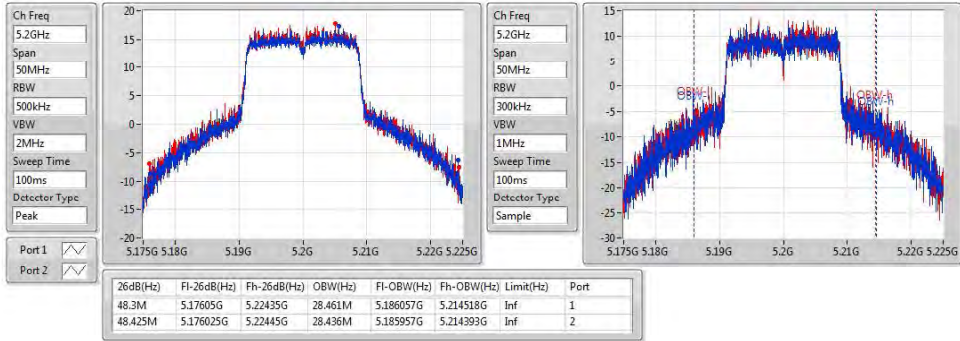 Ch Freq
5.2GHz
Span
50MHz
RBW
500kHz
VBW
2MHz
Sweep Time
100ms
Detector Type
Peak
Port 1
Port 2
20
15
10
5
0
-5
-10
-15
-20
5.175G 5.18G 5.19G 5.2G 5.21G 5.22G 5.225G
Ch Freq
5.2GHz
Span
50MHz
RBW
300kHz
VBW
1MHz
Sweep Time
100ms
Detector Type
Sample
20
15
10
5
0
-5
-10
-15
-20
-25
-30
OBW-l OBW-h
OBW-l OBW-h
5.175G 5.18G 5.19G 5.2G 5.21G 5.22G 5.225G
26dB(Hz) Fl-26dB(Hz) Fh-26dB(Hz) OBW(Hz) Fl-OBW(Hz) Fh-OBW(Hz) Limit(Hz) Port
48.3M 5.17605G 5.22435G 28.461M 5.186057G 5.214518G Inf 1
48.425M 5.176025G 5.22445G 28.436M 5.185957G 5.214393G Inf 2